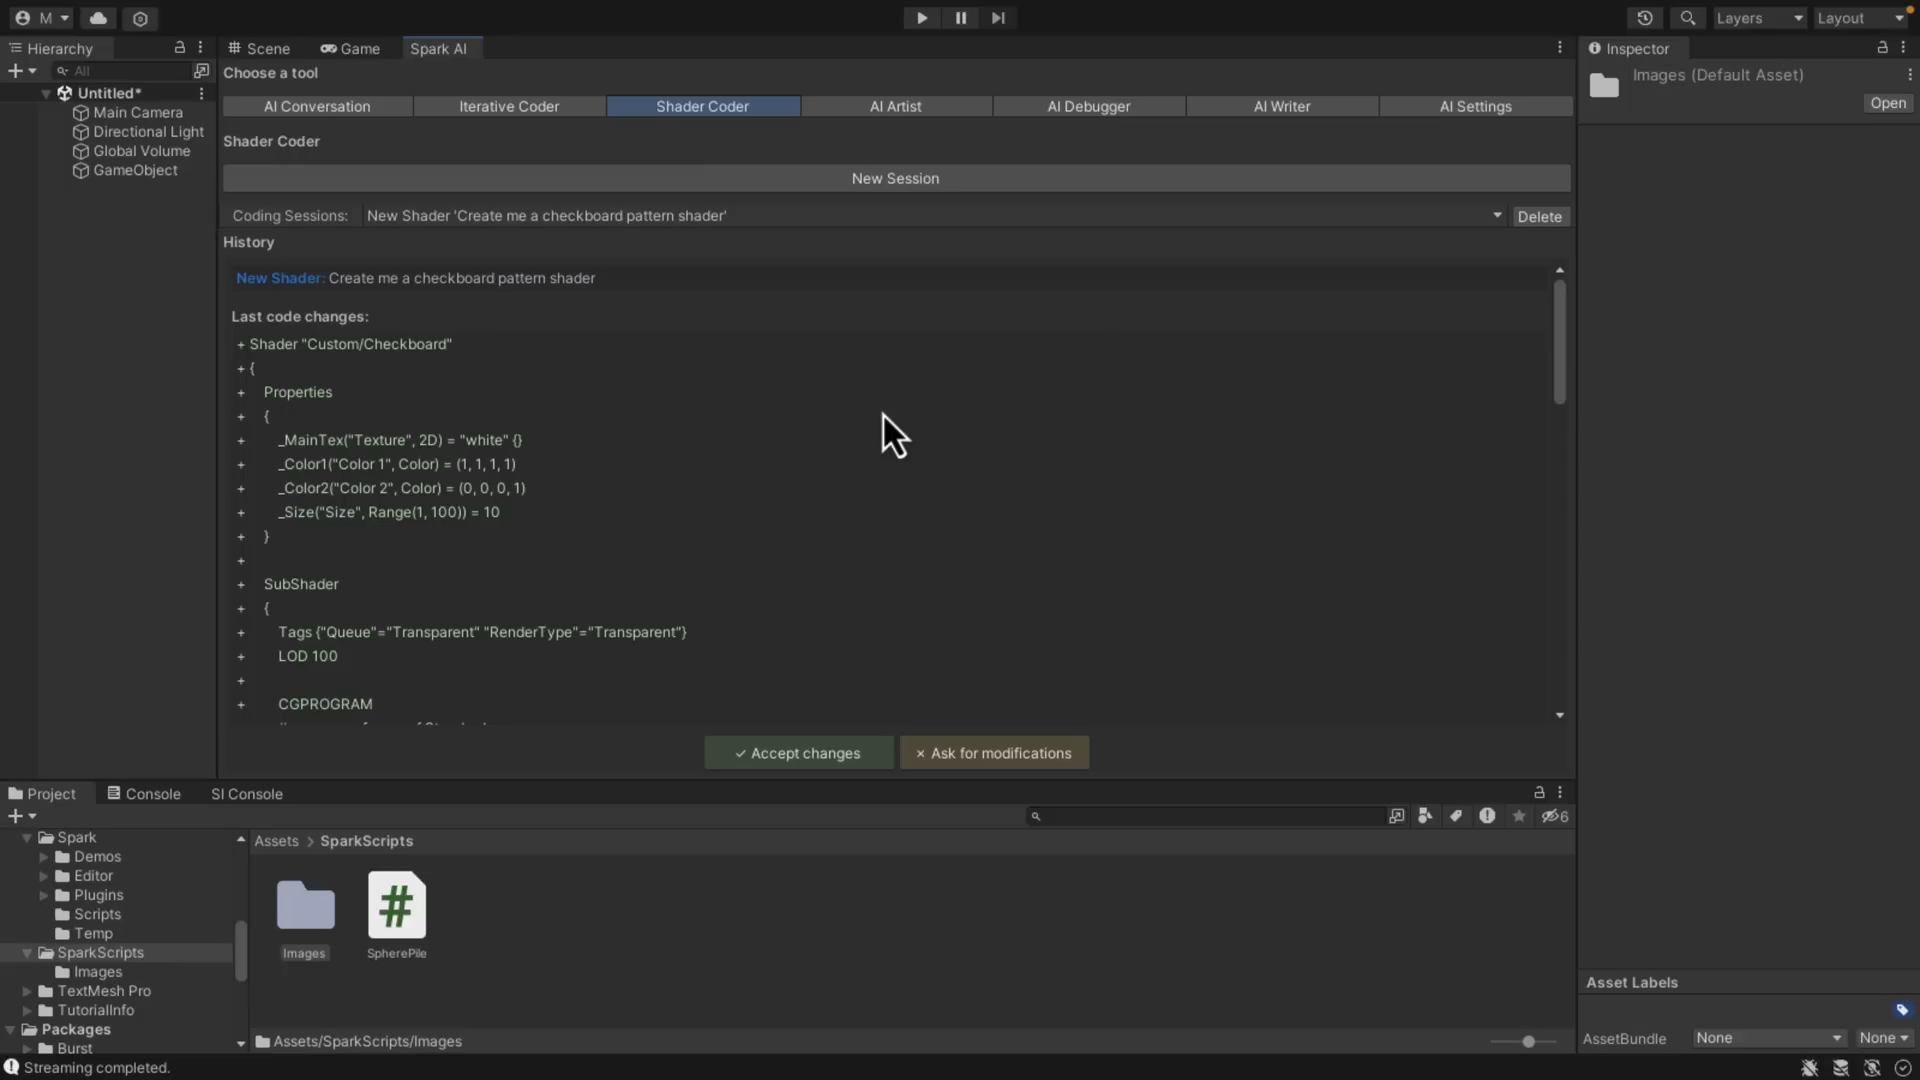 M
Layers
Layout
Hierarchy
All
Untitled*
Main Camera
Directional Light
Global Volume
GameObject
Scene
Game
Spark AI
Choose a tool
AI Conversation
Iterative Coder
Shader Coder
AI Artist
AI Debugger
AI Writer
AI Settings
Shader Coder
New Session
Coding Sessions: New Shader 'Create me a checkboard pattern shader'
Delete
History
New Shader: Create me a checkboard pattern shader
Last code changes:
+ Shader "Custom/Checkboard"
+ {
+ Properties
+ {
+ _MainTex("Texture", 2D) = "white" {}
+ _Color1("Color 1", Color) = (1, 1, 1, 1)
+ _Color2("Color 2", Color) = (0, 0, 0, 1)
+ _Size("Size", Range(1, 100)) = 10
+ }
+
+ SubShader
+ {
+ Tags {"Queue"="Transparent" "RenderType"="Transparent"}
+ LOD 100
+
+ CGPROGRAM
✓ Accept changes
× Ask for modifications
Inspector
Images (Default Asset)
Open
Project
Console
SI Console
6
Spark
Demos
Editor
Plugins
Scripts
Temp
SparkScripts
Images
TextMesh Pro
TutorialInfo
Packages
Burst
Assets > SparkScripts
#
Images
SpherePile
Assets/SparkScripts/Images
Asset Labels
AssetBundle None None
Streaming completed.